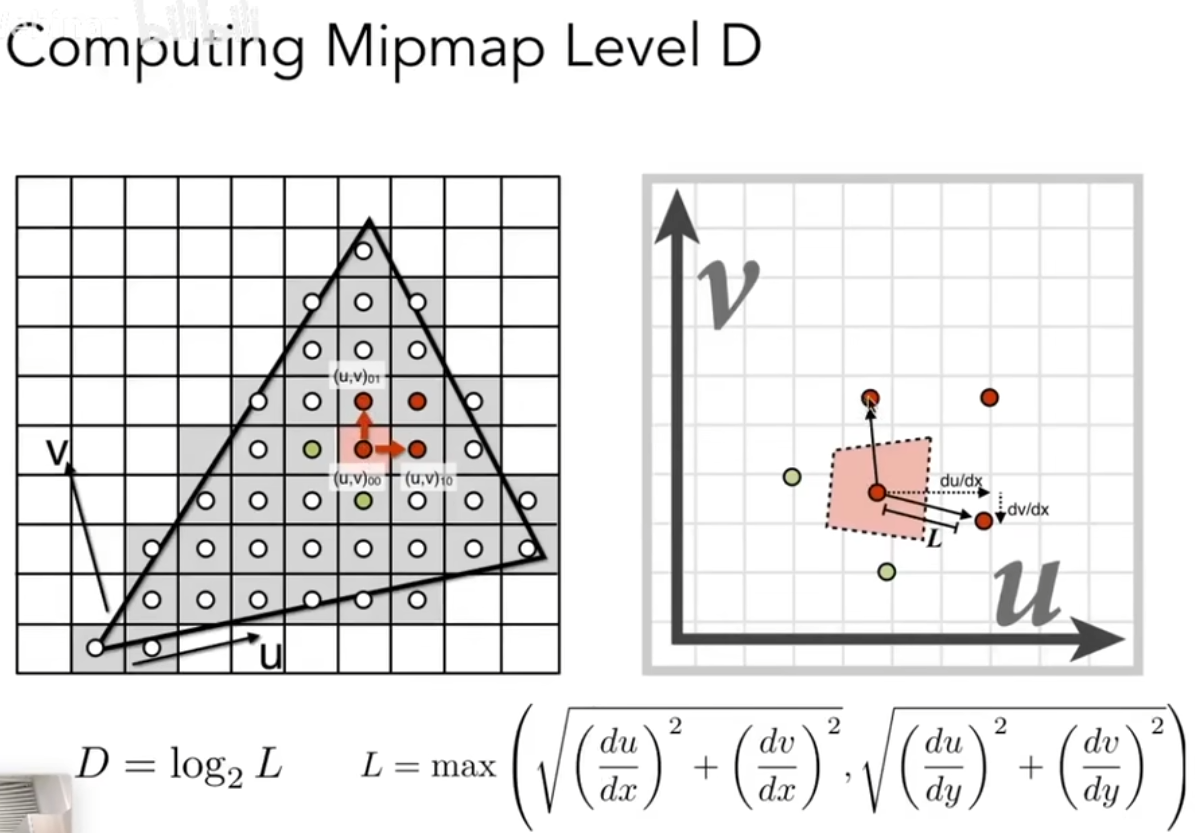 Computing Mipmap Level D
(u,v)01
(u,v)00
(u,v)10
v
u
v
du/dx
dv/dx
L
u
D = log₂ L
L = max ( √( (du/dx)² + (dv/dx)² ), √( (du/dy)² + (dv/dy)² ) )